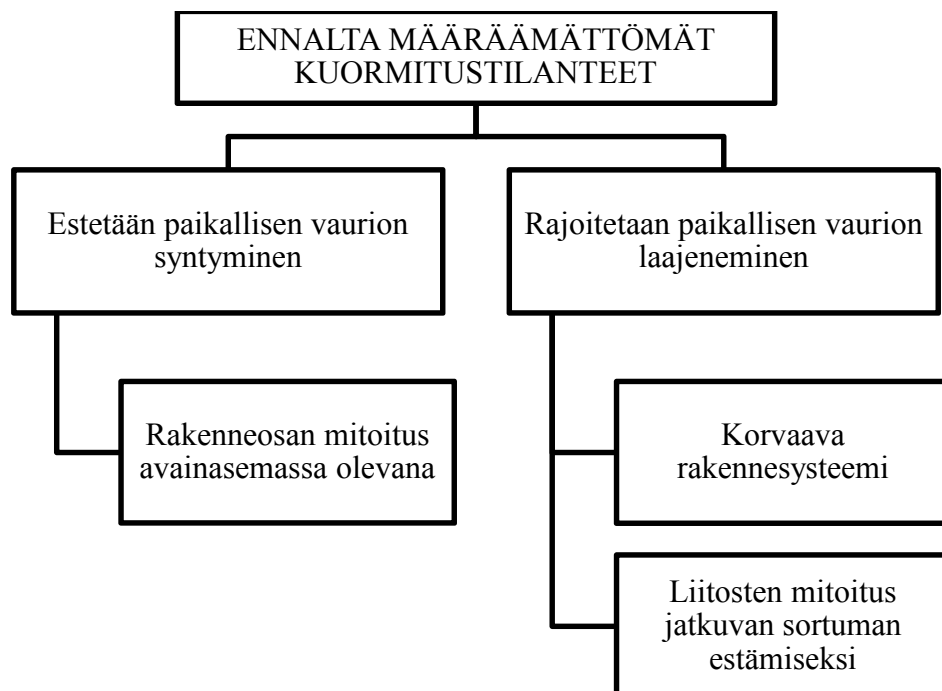 ENNALTA MÄÄRÄÄMÄTTÖMÄT
KUORMITUSTILANTEET
Estetään paikallisen vaurion
syntyminen
Rakenneosan mitoitus
avainasemassa olevana
Rajoitetaan paikallisen vaurion
laajeneminen
Korvaava
rakennesysteemi
Liitosten mitoitus
jatkuvan sortuman
estämiseksi